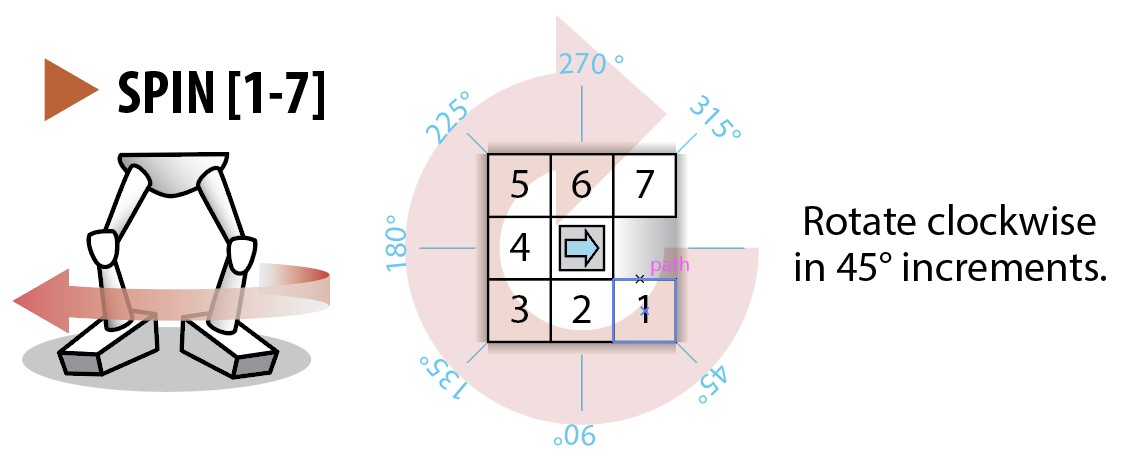 SPIN [1-7]
270 °
225°
315°
5 6 7
180°
4
path
3 2 1
135°
45°
90°
Rotate clockwise
in 45° increments.